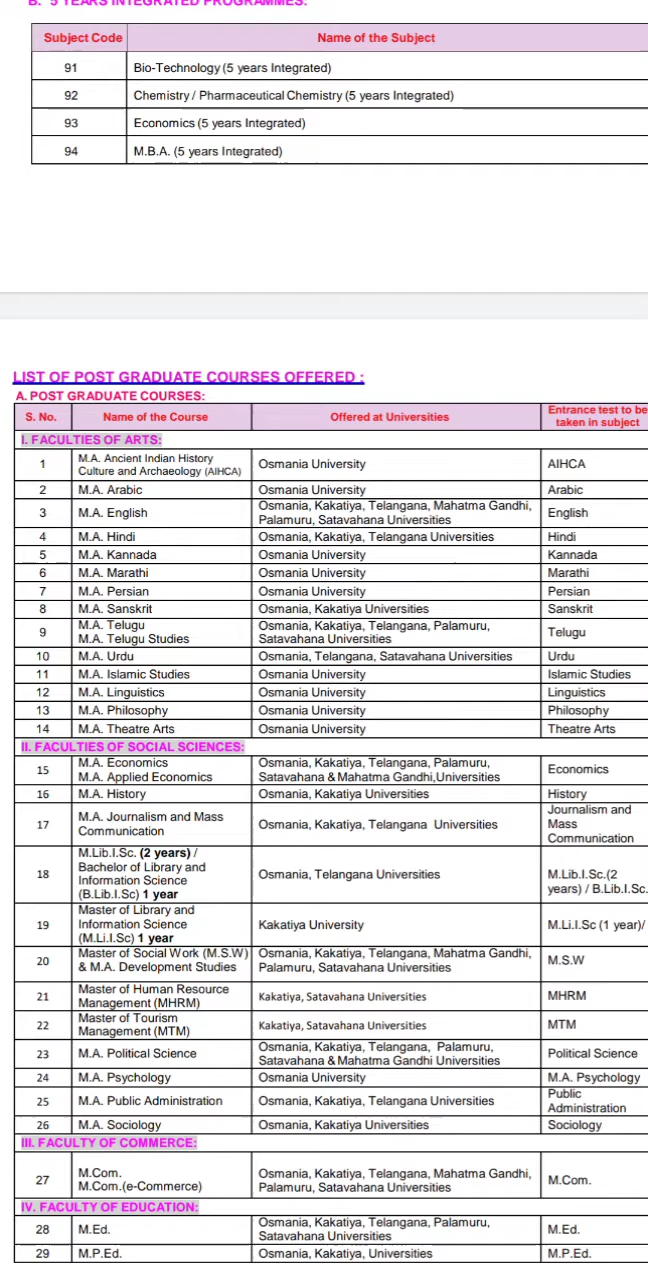 B. 5 YEARS INTEGRATED PROGRAMMES:
Subject Code Name of the Subject
91 Bio-Technology (5 years Integrated)
92 Chemistry / Pharmaceutical Chemistry (5 years Integrated)
93 Economics (5 years Integrated)
94 M.B.A. (5 years Integrated)
LIST OF POST GRADUATE COURSES OFFERED :
A. POST GRADUATE COURSES:
S. No. Name of the Course Offered at Universities Entrance test to be
taken in subject
I. FACULTIES OF ARTS:
1 M.A. Ancient Indian History
Culture and Archaeology (AIHCA) Osmania University AIHCA
2 M.A. Arabic Osmania University Arabic
3 M.A. English Osmania, Kakatiya, Telangana, Mahatma Gandhi,
Palamuru, Satavahana Universities English
4 M.A. Hindi Osmania, Kakatiya, Telangana Universities Hindi
5 M.A. Kannada Osmania University Kannada
6 M.A. Marathi Osmania University Marathi
7 M.A. Persian Osmania University Persian
8 M.A. Sanskrit Osmania, Kakatiya Universities Sanskrit
9 M.A. Telugu
M.A. Telugu Studies Osmania, Kakatiya, Telangana, Palamuru,
Satavahana Universities Telugu
10 M.A. Urdu Osmania, Telangana, Satavahana Universities Urdu
11 M.A. Islamic Studies Osmania University Islamic Studies
12 M.A. Linguistics Osmania University Linguistics
13 M.A. Philosophy Osmania University Philosophy
14 M.A. Theatre Arts Osmania University Theatre Arts
II. FACULTIES OF SOCIAL SCIENCES:
15 M.A. Economics
M.A. Applied Economics Osmania, Kakatiya, Telangana, Palamuru,
Satavahana & Mahatma Gandhi,Universities Economics
16 M.A. History Osmania, Kakatiya Universities History
17 M.A. Journalism and Mass
Communication Osmania, Kakatiya, Telangana Universities Journalism and
Mass
Communication
18 M.Lib.I.Sc. (2 years) /
Bachelor of Library and
Information Science
(B.Lib.I.Sc) 1 year Osmania, Telangana Universities M.Lib.I.Sc.(2
years) / B.Lib.I.Sc.
19 Master of Library and
Information Science
(M.Li.I.Sc) 1 year Kakatiya University M.Li.I.Sc (1 year)/
20 Master of Social Work (M.S.W)
& M.A. Development Studies Osmania, Kakatiya, Telangana, Mahatma Gandhi,
Palamuru, Satavahana Universities M.S.W
21 Master of Human Resource
Management (MHRM) Kakatiya, Satavahana Universities MHRM
22 Master of Tourism
Management (MTM) Kakatiya, Satavahana Universities MTM
23 M.A. Political Science Osmania, Kakatiya, Telangana, Palamuru,
Satavahana & Mahatma Gandhi Universities Political Science
24 M.A. Psychology Osmania University M.A. Psychology
25 M.A. Public Administration Osmania, Kakatiya, Telangana Universities Public
Administration
26 M.A. Sociology Osmania, Kakatiya Universities Sociology
III. FACULTY OF COMMERCE:
27 M.Com.
M.Com.(e-Commerce) Osmania, Kakatiya, Telangana, Mahatma Gandhi,
Palamuru, Satavahana Universities M.Com.
IV. FACULTY OF EDUCATION:
28 M.Ed. Osmania, Kakatiya, Telangana, Palamuru,
Satavahana Universities M.Ed.
29 M.P.Ed. Osmania, Kakatiya, Universities M.P.Ed.